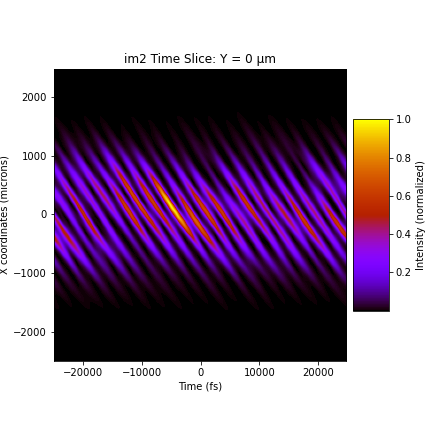 im2 Time Slice: Y = 0 μm
X coordinates (microns)
2000
1000
0
−1000
−2000
−20000 −10000 0 10000 20000
Time (fs)
1.0
0.8
0.6
0.4
0.2
Intensity (normalized)